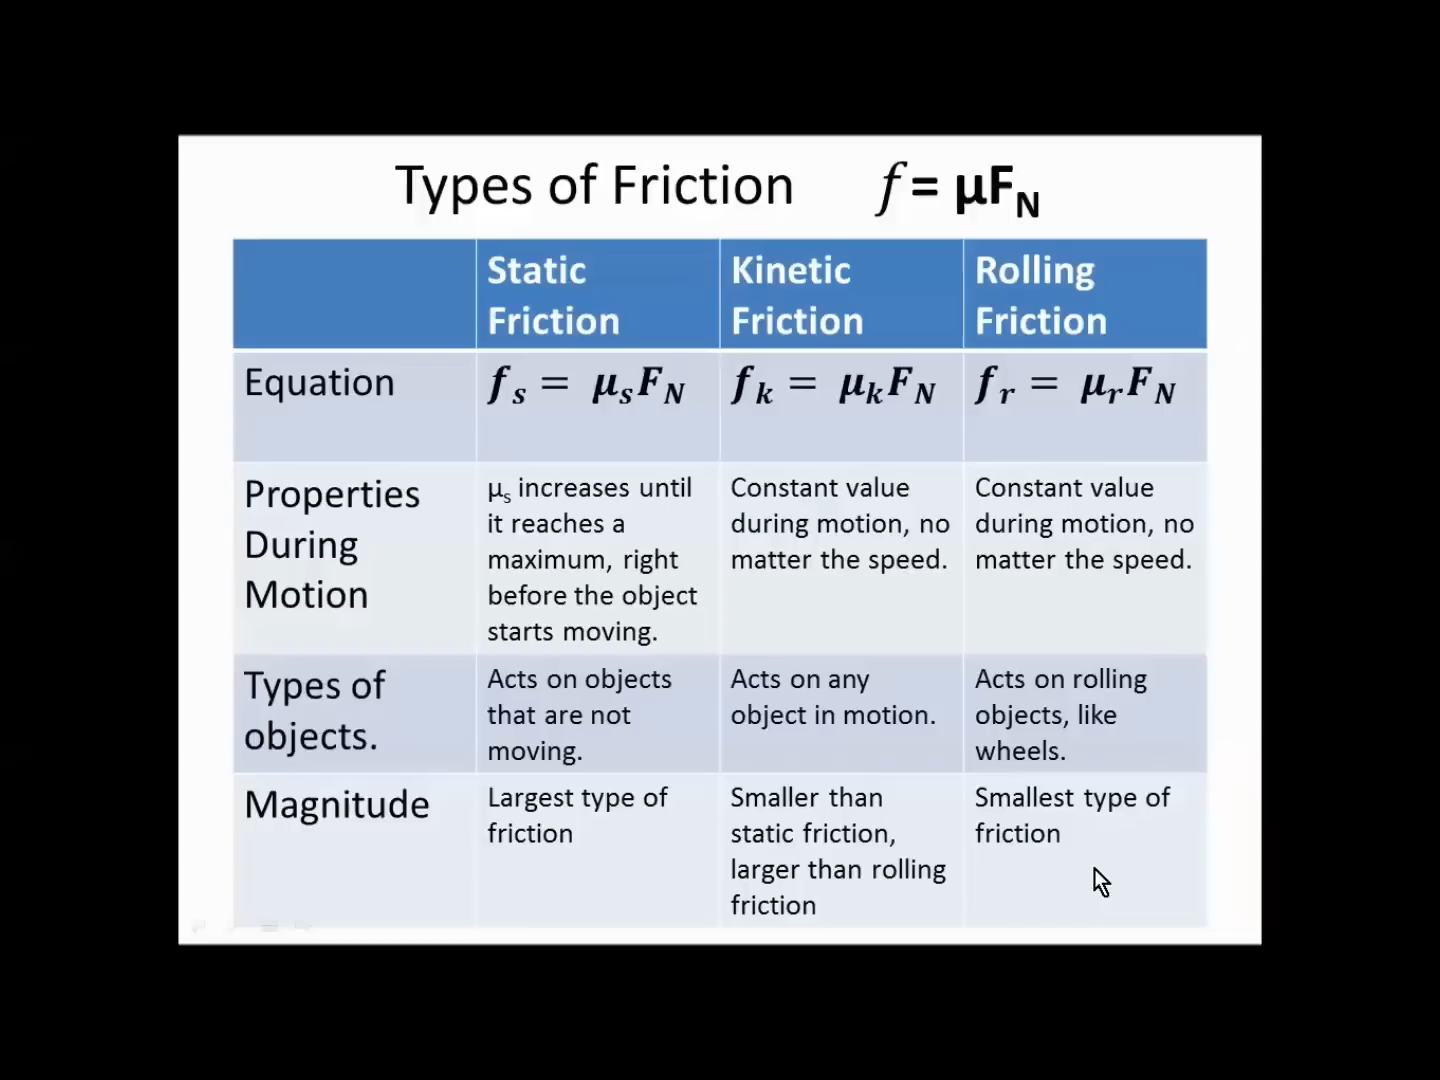 Types of Friction f = μFN
Static
Friction
Kinetic
Friction
Rolling
Friction
Equation
fs = μsFN
fk = μkFN
fr = μrFN
Properties
During
Motion
μs increases until
it reaches a
maximum, right
before the object
starts moving.
Constant value
during motion, no
matter the speed.
Constant value
during motion, no
matter the speed.
Types of
objects.
Acts on objects
that are not
moving.
Acts on any
object in motion.
Acts on rolling
objects, like
wheels.
Magnitude
Largest type of
friction
Smaller than
static friction,
larger than rolling
friction
Smallest type of
friction